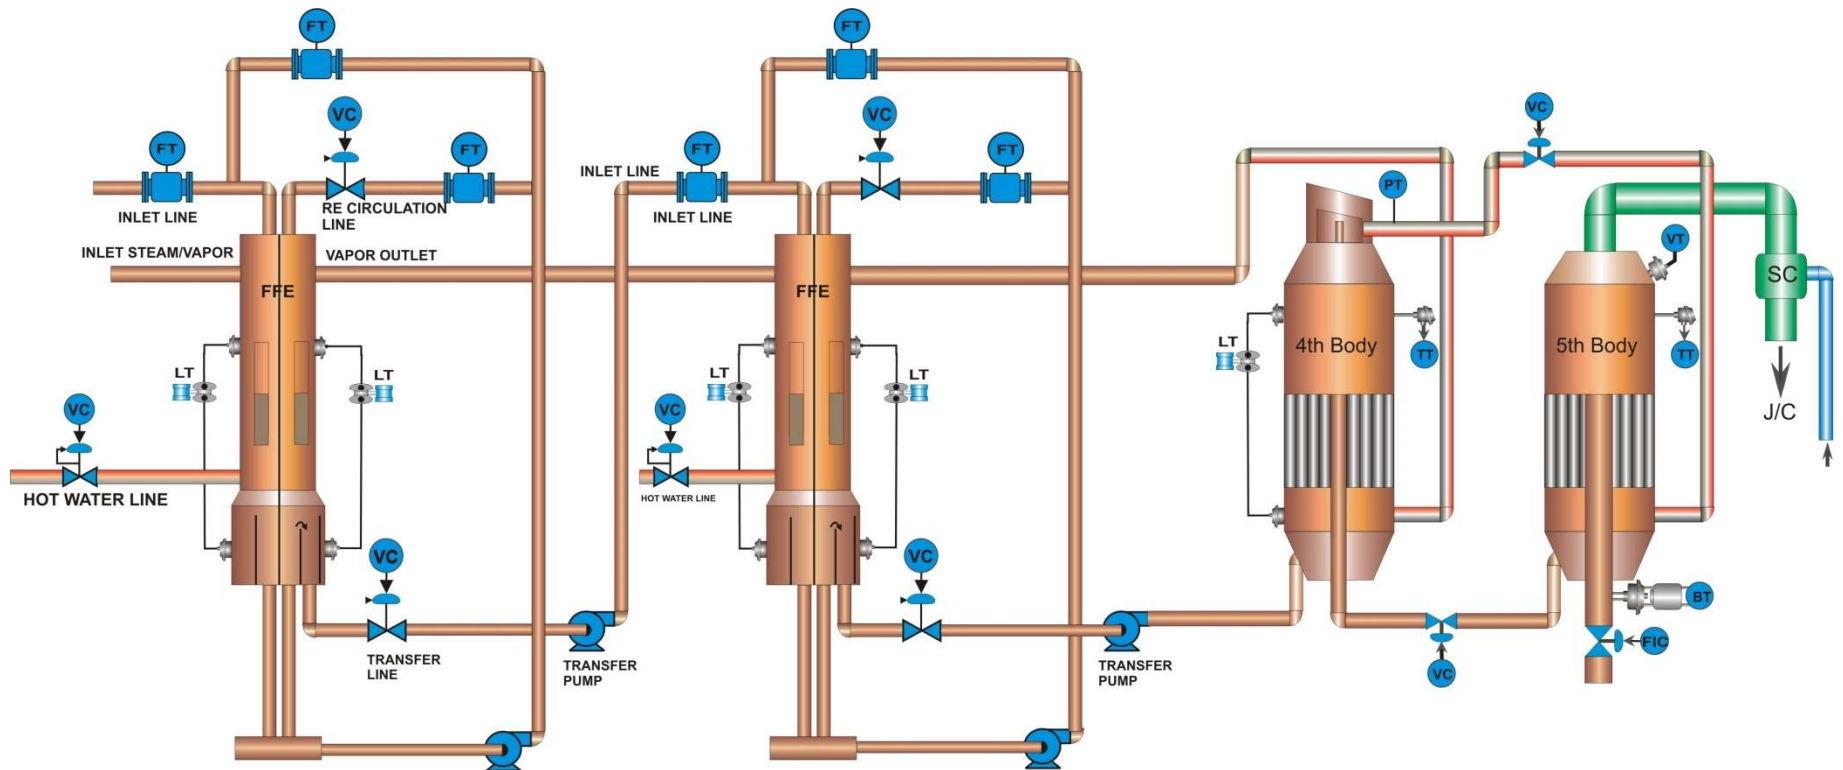 FT
FT
VC
VC
VC
FT
FT
FT
FT
INLET LINE
PT
INLET LINE
RE CIRCULATION
LINE
INLET LINE
VT
INLET STEAM/VAPOR
VAPOR OUTLET
SC
FFE
FFE
4th Body
5th Body
TT
TT
LT
LT
LT
LT
LT
VC
VC
J/C
HOT WATER LINE
HOT WATER LINE
VC
VC
BT
FIC
TRANSFER
LINE
TRANSFER
PUMP
TRANSFER
PUMP
VC